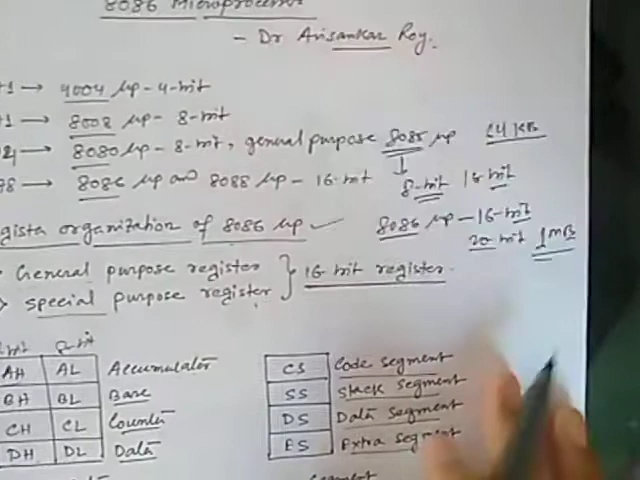 8086 Microprocessor
- Dr Arisankar Roy.
→ 4004 μp - 4-bit
→ 8008 μp - 8-bit
→ 8080 μp - 8-bit, general purpose 8085 μp 64 KB
→ 8086 μp and 8088 μp - 16-bit
8-bit 16 bit
Register organization of 8086 μp ✓
8086 μp - 16-bit
20 bit 1MB
General purpose register
special purpose register
16 bit register.
8 bit
AH AL Accumulator
BH BL Base
CH CL Counter
DH DL Data
CS Code segment
SS Stack segment
DS Data segment
ES Extra segment